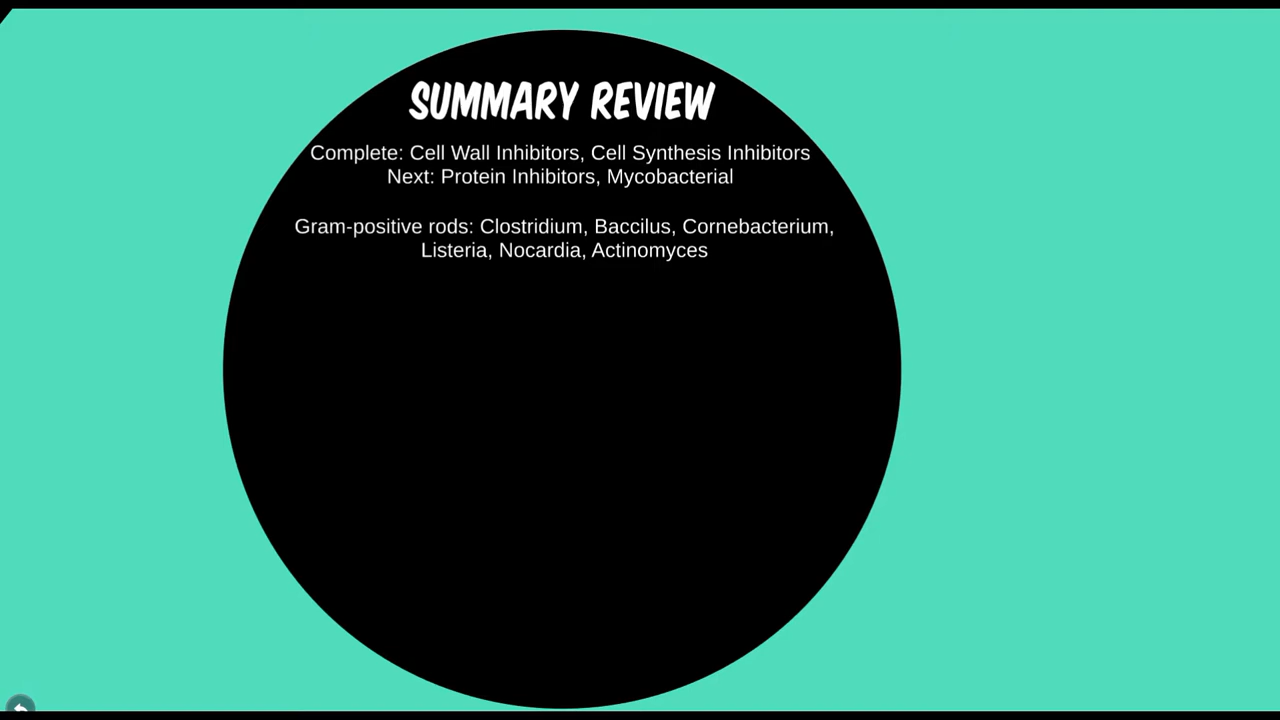 SUMMARY REVIEW
Complete: Cell Wall Inhibitors, Cell Synthesis Inhibitors
Next: Protein Inhibitors, Mycobacterial
Gram-positive rods: Clostridium, Baccilus, Cornebacterium,
Listeria, Nocardia, Actinomyces